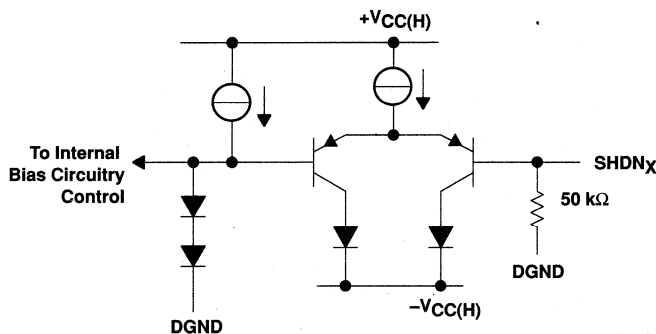 +VCC(H)
To Internal
Bias Circuitry
Control
SHDNX
50 kΩ
DGND
–VCC(H)
DGND